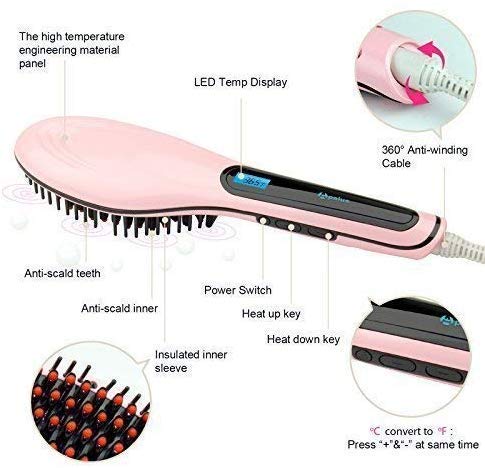 The high temperature
engineering material
panel
LED Temp Display
360° Anti-winding
Cable
Apalus
Anti-scald teeth
Anti-scald inner
Insulated inner
sleeve
Power Switch
Heat up key
Heat down key
℃ convert to ℉ :
Press “+”&“-” at same time